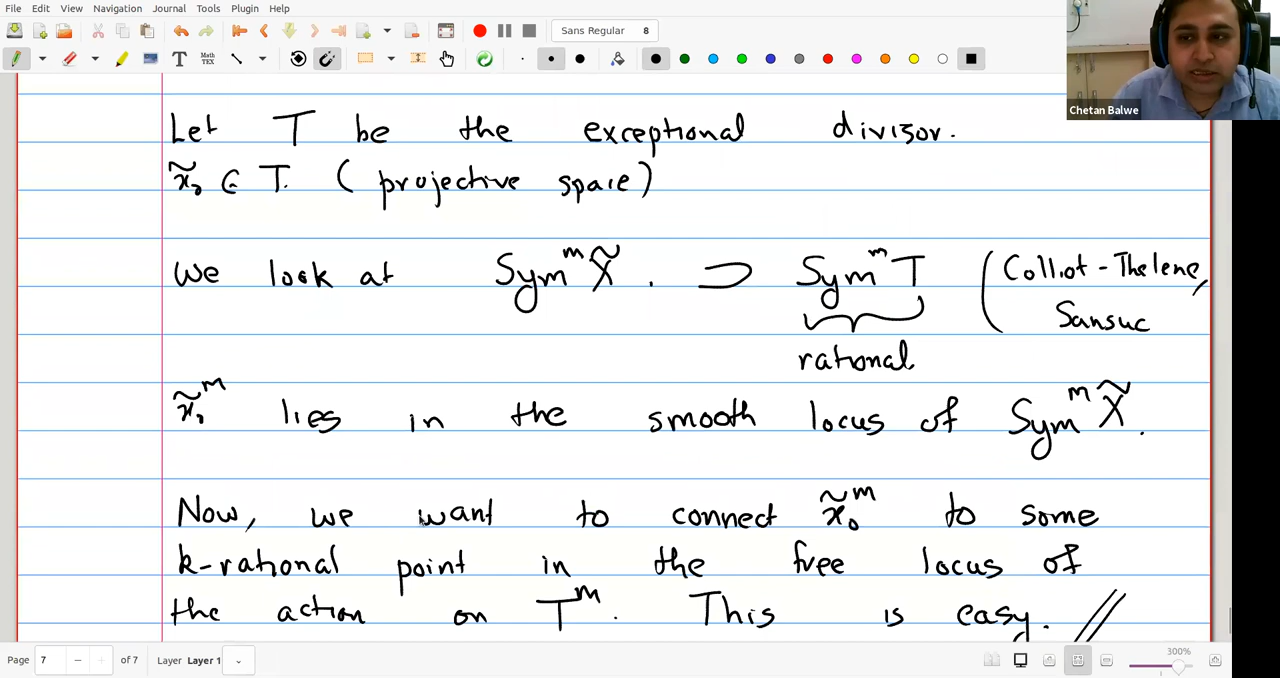 File Edit View Navigation Journal Tools Plugin Help
Sans Regular 8
Chetan Balwe
Let T be the exceptional divisor.
x̃₀ ∈ T. (projective space)
We look at Symᵐ X̃ . ⊃ Symᵐ T (Colliot-Thelene,
Sansuc
rational
x̃₀ᵐ lies in the smooth locus of Symᵐ X̃.
Now, we want to connect x̃₀ᵐ to some
k-rational point in the free locus of
the action on Tᵐ. This is easy. //
Page 7 of 7 Layer Layer 1 300%